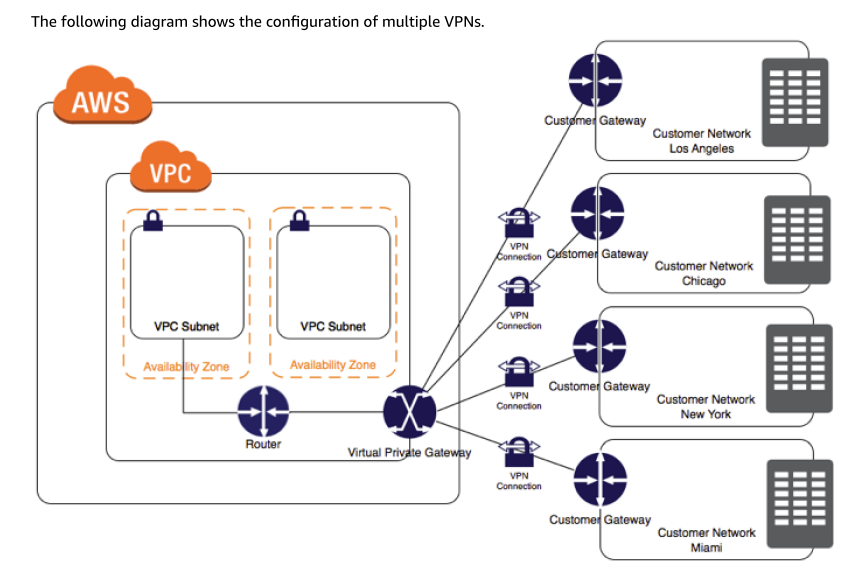 The following diagram shows the configuration of multiple VPNs.
AWS
VPC
VPC Subnet
Availability Zone
VPC Subnet
Availability Zone
Router
Virtual Private Gateway
VPN
Connection
VPN
Connection
VPN
Connection
VPN
Connection
Customer Gateway
Customer Network
Los Angeles
Customer Gateway
Customer Network
Chicago
Customer Gateway
Customer Network
New York
Customer Gateway
Customer Network
Miami